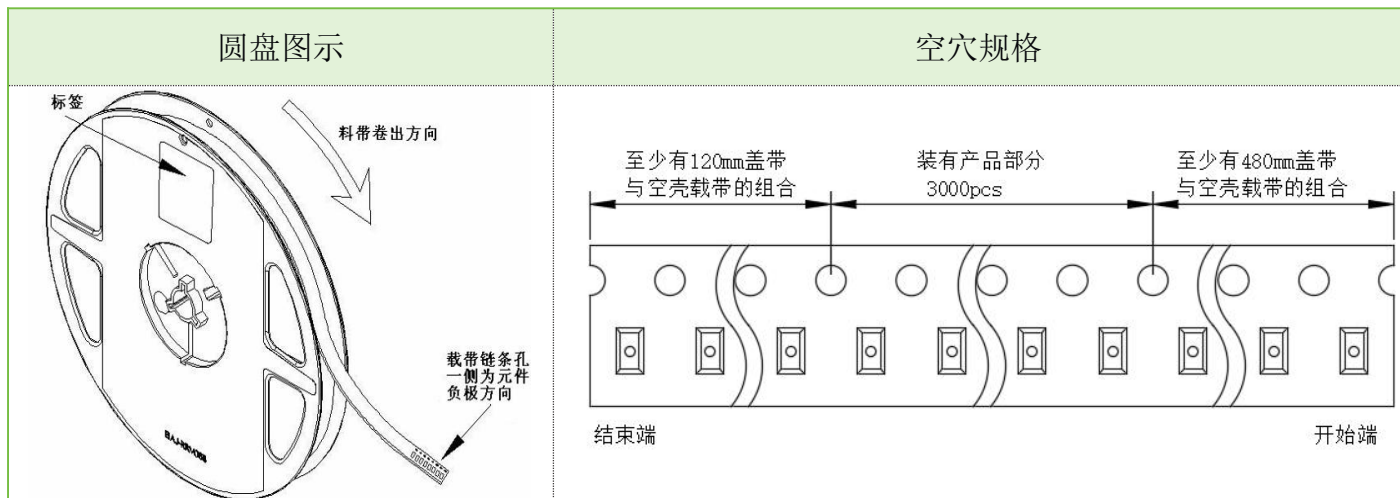 圆盘图示
空穴规格
标签
料带卷出方向
载带链条孔
一侧为元件
负极方向
至少有120mm盖带
与空壳载带的组合
装有产品部分
3000pcs
至少有480mm盖带
与空壳载带的组合
结束端
开始端